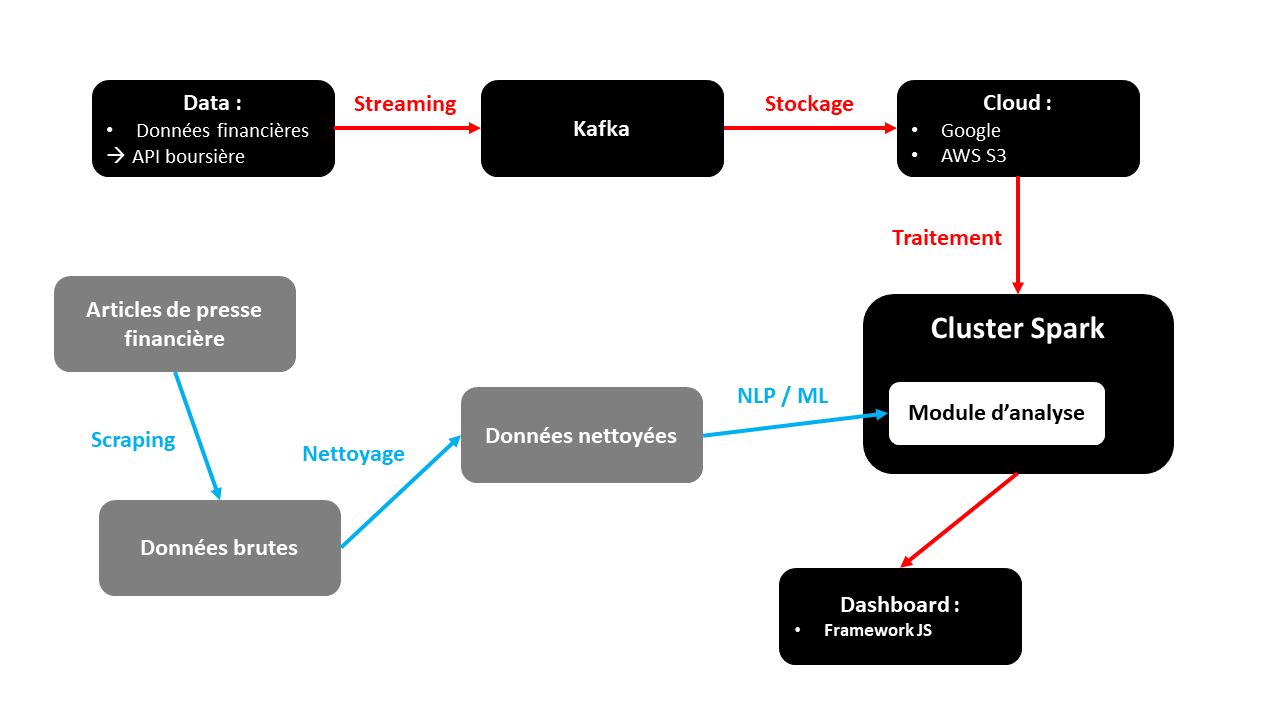 Data :
• Données financières
→ API boursière
Streaming
Kafka
Stockage
Cloud :
• Google
• AWS S3
Traitement
Articles de presse
financière
Cluster Spark
Module d’analyse
NLP / ML
Données nettoyées
Scraping
Nettoyage
Données brutes
Dashboard :
• Framework JS